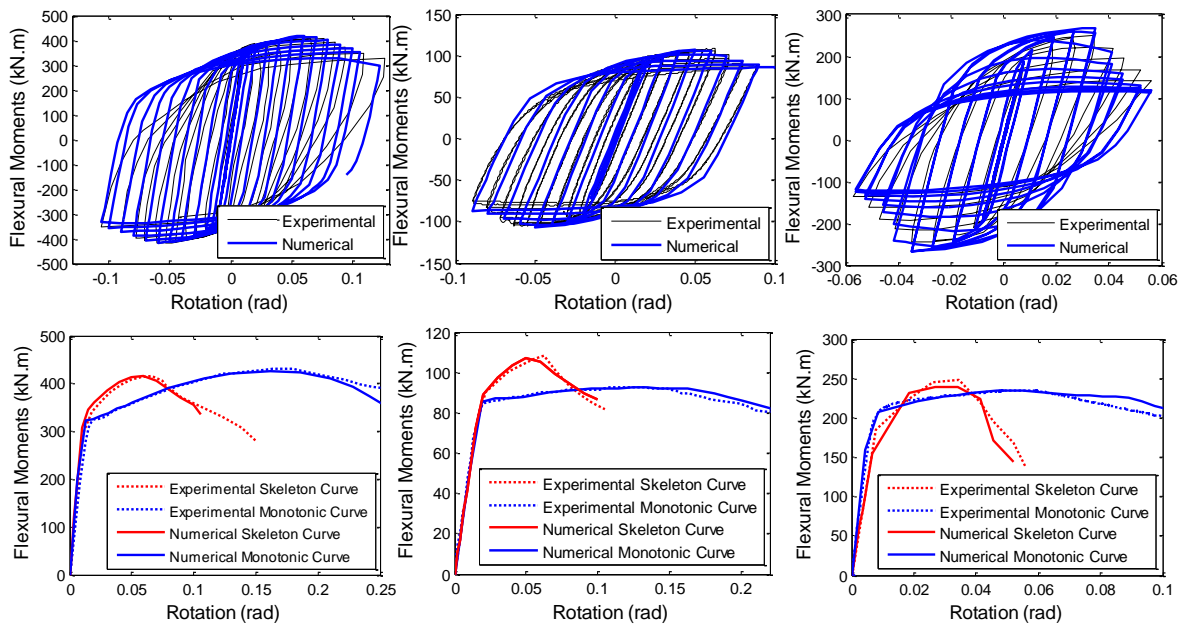 Flexural Moments (kN.m)
500
400
300
200
100
0
-100
-200
-300
-400
-500
-0.1
-0.05
0
0.05
0.1
Rotation (rad)
Experimental
Numerical
Flexural Moments (kN.m)
150
100
50
0
-50
-100
-150
-0.1
-0.05
0
0.05
0.1
Rotation (rad)
Experimental
Numerical
Flexural Moments (kN.m)
300
200
100
0
-100
-200
-300
-0.06
-0.04
-0.02
0
0.02
0.04
0.06
Rotation (rad)
Experimental
Numerical
Flexural Moments (kN.m)
500
400
300
200
100
0
0
0.05
0.1
0.15
0.2
0.25
Rotation (rad)
Experimental Skeleton Curve
Experimental Monotonic Curve
Numerical Skeleton Curve
Numerical Monotonic Curve
Flexural Moments (kN.m)
120
100
80
60
40
20
0
0
0.05
0.1
0.15
0.2
Rotation (rad)
Experimental Skeleton Curve
Experimental Monotonic Curve
Numerical Skeleton Curve
Numerical Monotonic Curve
Flexural Moments (kN.m)
300
250
200
150
100
50
0
0
0.02
0.04
0.06
0.08
0.1
Rotation (rad)
Experimental Skeleton Curve
Experimental Monotonic Curve
Numerical Skeleton Curve
Numerical Monotonic Curve